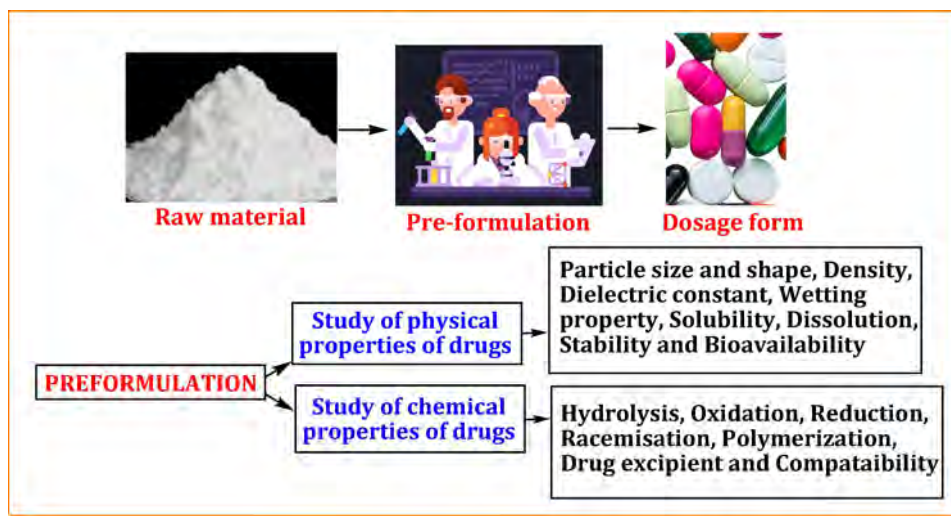 Raw material
Pre-formulation
Dosage form
PREFORMULATION
Study of physical
properties of drugs
Particle size and shape, Density,
Dielectric constant, Wetting
property, Solubility, Dissolution,
Stability and Bioavailability
Study of chemical
properties of drugs
Hydrolysis, Oxidation, Reduction,
Racemisation, Polymerization,
Drug excipient and Compataibility